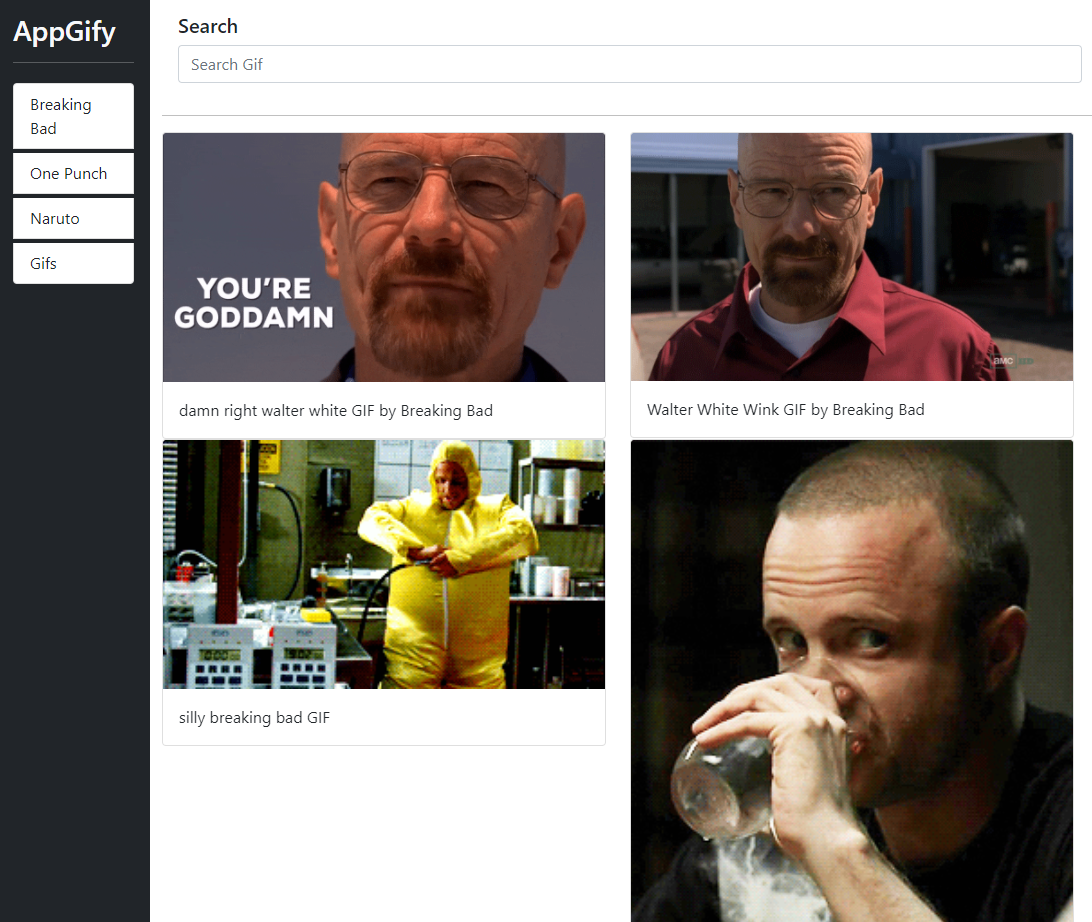 AppGify
Breaking
Bad
One Punch
Naruto
Gifs
Search
Search Gif
YOU'RE
GODDAMN
damn right walter white GIF by Breaking Bad
AMC
Walter White Wink GIF by Breaking Bad
silly breaking bad GIF